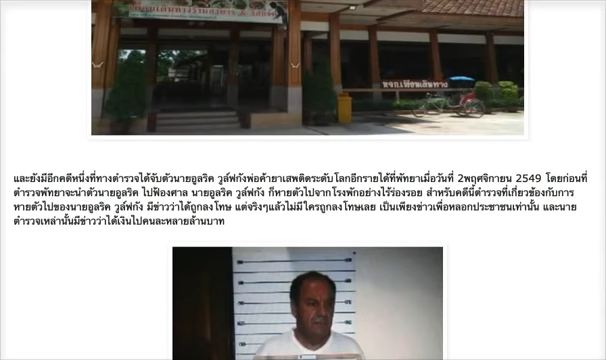 หจก.เพื่อนเดินทาง
และยังมีอีกคดีหนึ่งที่ทางตำรวจได้จับตัวนายอูลริค วูล์ฟกังพ่อค้ายาเสพติดระดับโลกอีกรายได้ที่พัทยาเมื่อวันที่ 2พฤศจิกายน 2549 โดยก่อนที่
ตำรวจพัทยาจะนำตัวนายอูลริค ไปฟ้องศาล นายอูลริค วูล์ฟกัง ก็หายตัวไปจากโรงพักอย่างไร้ร่องรอย สำหรับคดีนี้ตำรวจที่เกี่ยวข้องกับการ
หายตัวไปของนายอูลริค วูล์ฟกัง มีข่าวว่าได้ถูกลงโทษ แต่จริงๆแล้วไม่มีใครถูกลงโทษเลย เป็นเพียงข่าวเพื่อหลอกประชาชนเท่านั้น และนาย
ตำรวจเหล่านั้นมีข่าวว่าได้เงินไปคนละหลายล้านบาท